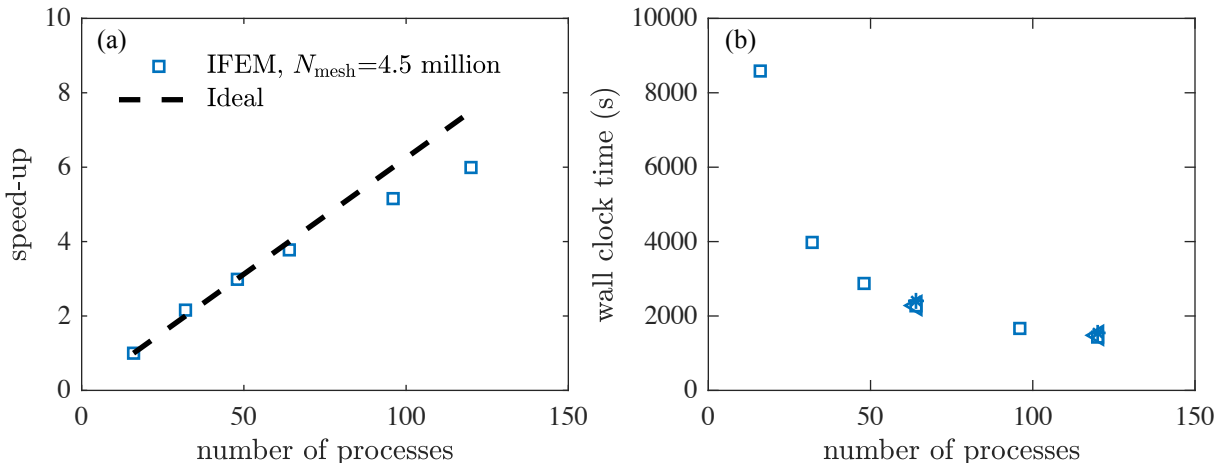 (a)
IFEM, N_mesh=4.5 million
Ideal
10
8
6
4
2
0
speed-up
0 50 100 150
number of processes
(b)
10000
8000
6000
4000
2000
0
wall clock time (s)
0 50 100 150
number of processes